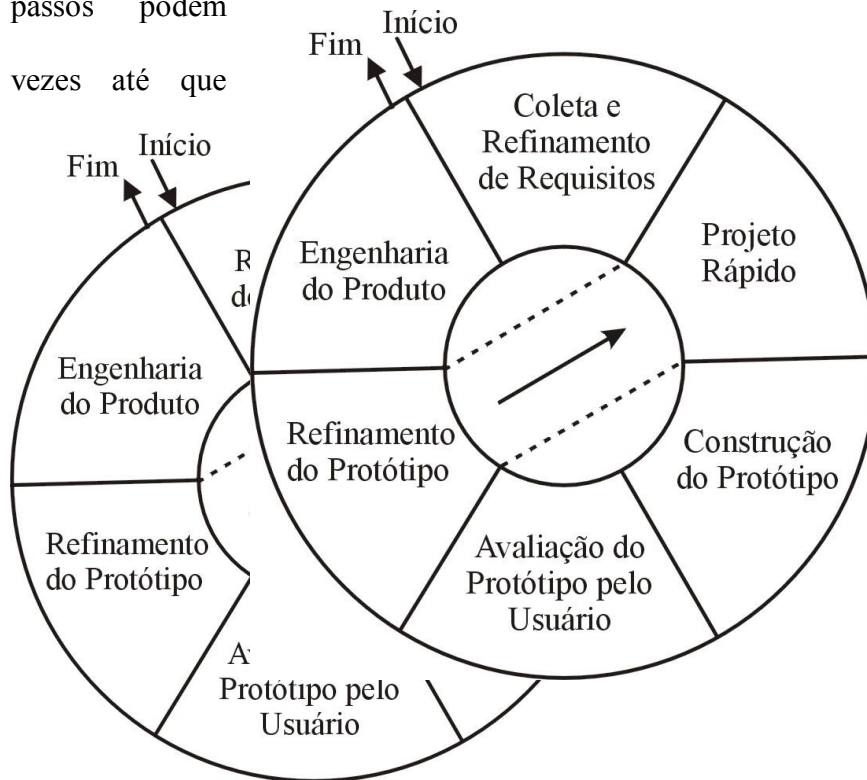 passos podem
vezes até que
Início
Fim
Coleta e
Refinamento
de Requisitos
Projeto
Rápido
Construção
do Protótipo
Avaliação do
Protótipo pelo
Usuário
Refinamento
do Protótipo
Engenharia
do Produto
Início
Fim
Engenharia
do Produto
Refinamento
do Protótipo
Protótipo pelo
Usuário